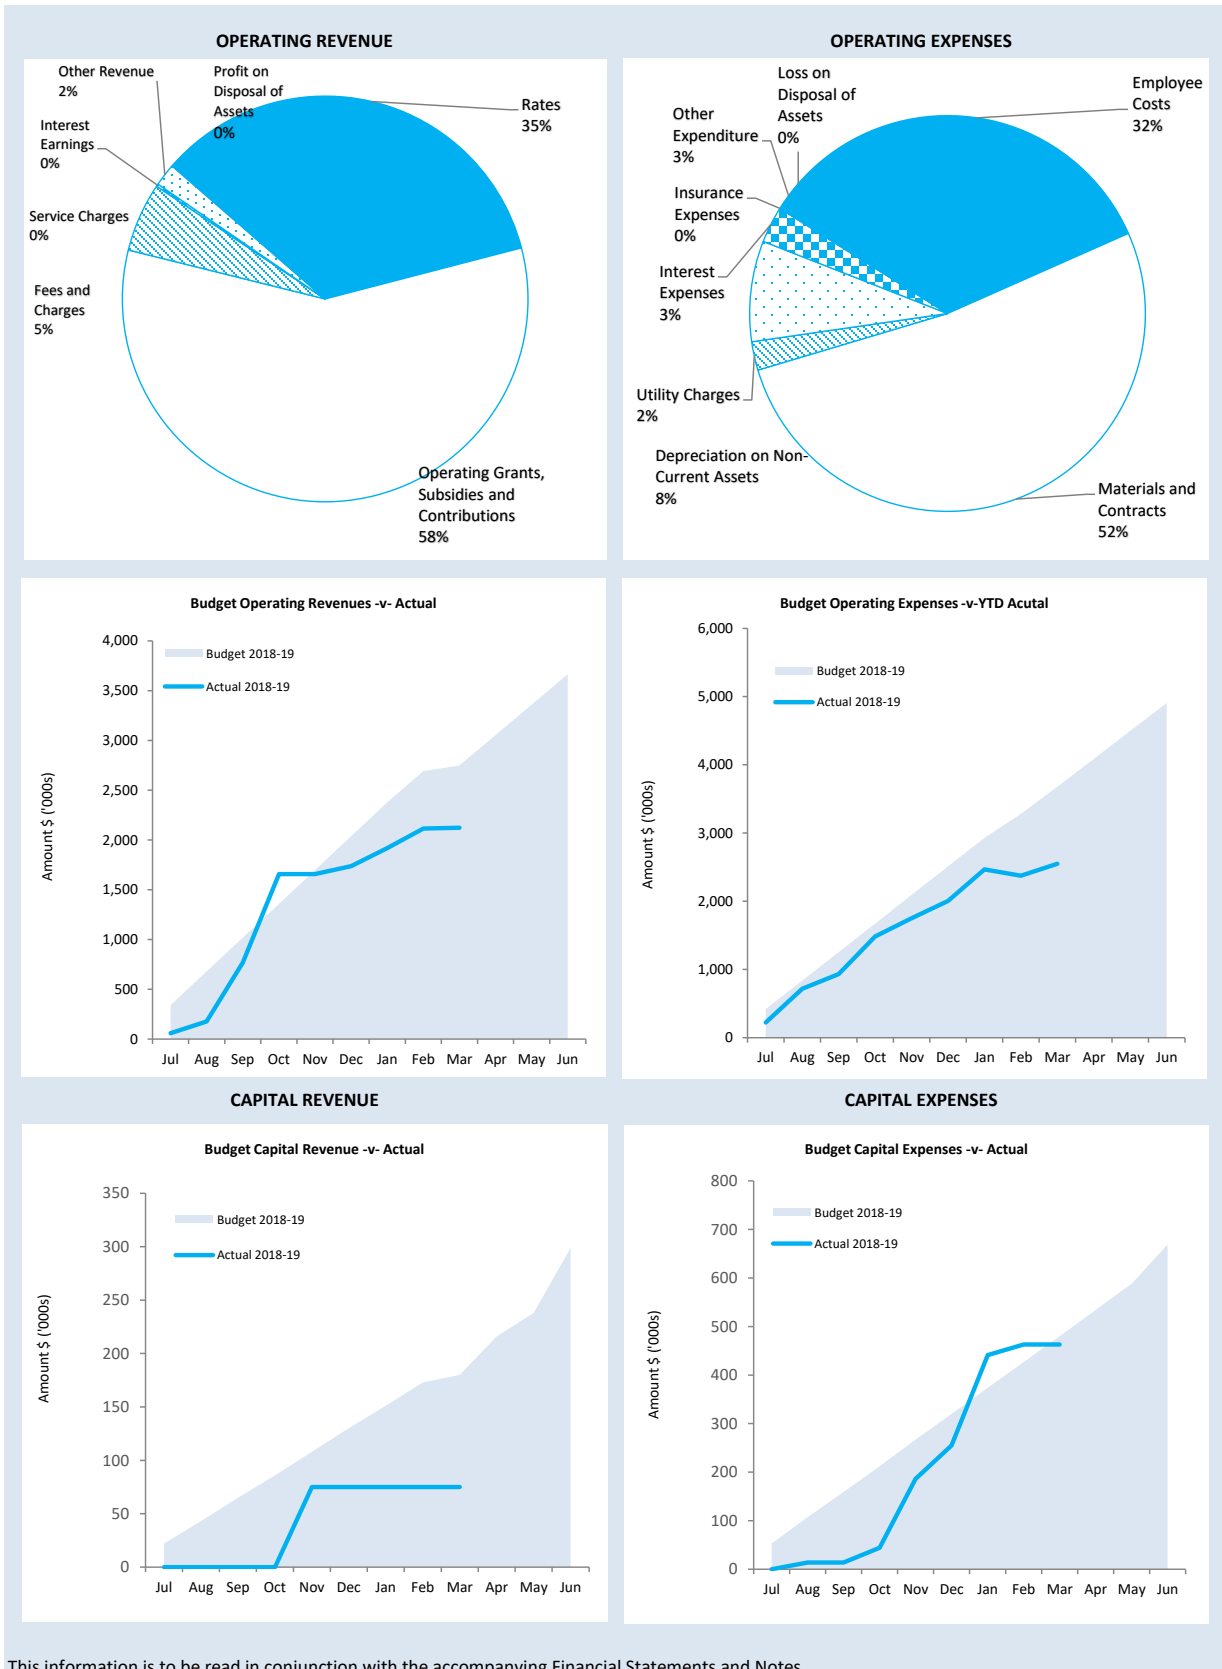 OPERATING REVENUE
Other Revenue
2%
Profit on
Disposal of
Assets
0%
Rates
35%
Interest
Earnings
0%
Service Charges
0%
Fees and
Charges
5%
Operating Grants,
Subsidies and
Contributions
58%
OPERATING EXPENSES
Loss on
Disposal of
Assets
0%
Employee
Costs
32%
Other
Expenditure
3%
Insurance
Expenses
0%
Interest
Expenses
3%
Utility Charges
2%
Depreciation on Non-
Current Assets
8%
Materials and
Contracts
52%
Budget Operating Revenues -v- Actual
4,000
3,500
3,000
2,500
2,000
1,500
1,000
500
0
Amount $ ('000s)
Budget 2018-19
Actual 2018-19
Jul Aug Sep Oct Nov Dec Jan Feb Mar Apr May Jun
Budget Operating Expenses -v-YTD Acutal
6,000
5,000
4,000
3,000
2,000
1,000
0
Amount $ ('000s)
Budget 2018-19
Actual 2018-19
Jul Aug Sep Oct Nov Dec Jan Feb Mar Apr May Jun
CAPITAL REVENUE
Budget Capital Revenue -v- Actual
350
300
250
200
150
100
50
0
Amount $ ('000s)
Budget 2018-19
Actual 2018-19
Jul Aug Sep Oct Nov Dec Jan Feb Mar Apr May Jun
CAPITAL EXPENSES
Budget Capital Expenses -v- Actual
800
700
600
500
400
300
200
100
0
Amount $ ('000s)
Budget 2018-19
Actual 2018-19
Jul Aug Sep Oct Nov Dec Jan Feb Mar Apr May Jun
This information is to be read in conjunction with the accompanying Financial Statements and Notes.